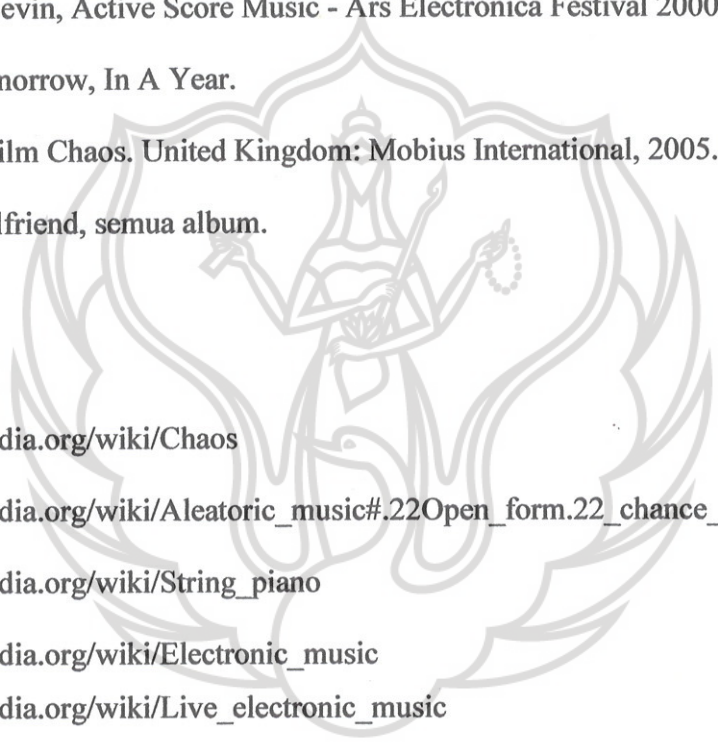 evin, Active Score Music - Ars Electronica Festival 2000
norrow, In A Year.
ilm Chaos. United Kingdom: Mobius International, 2005.
lfriend, semua album.
dia.org/wiki/Chaos
dia.org/wiki/Aleatoric_music#.22Open_form.22_chance_
dia.org/wiki/String_piano
dia.org/wiki/Electronic_music
dia.org/wiki/Live_electronic_music